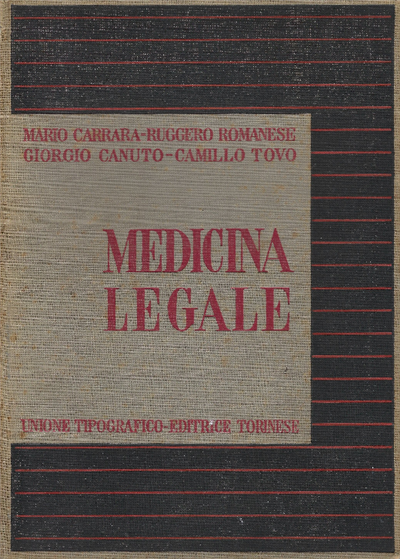 MARIO CARRARA-RUGGERO ROMANESE
GIORGIO CANUTO-CAMILLO TOVO
MEDICINA
LEGALE
UNIONE TIPOGRAFICO-EDITRICE TORINESE